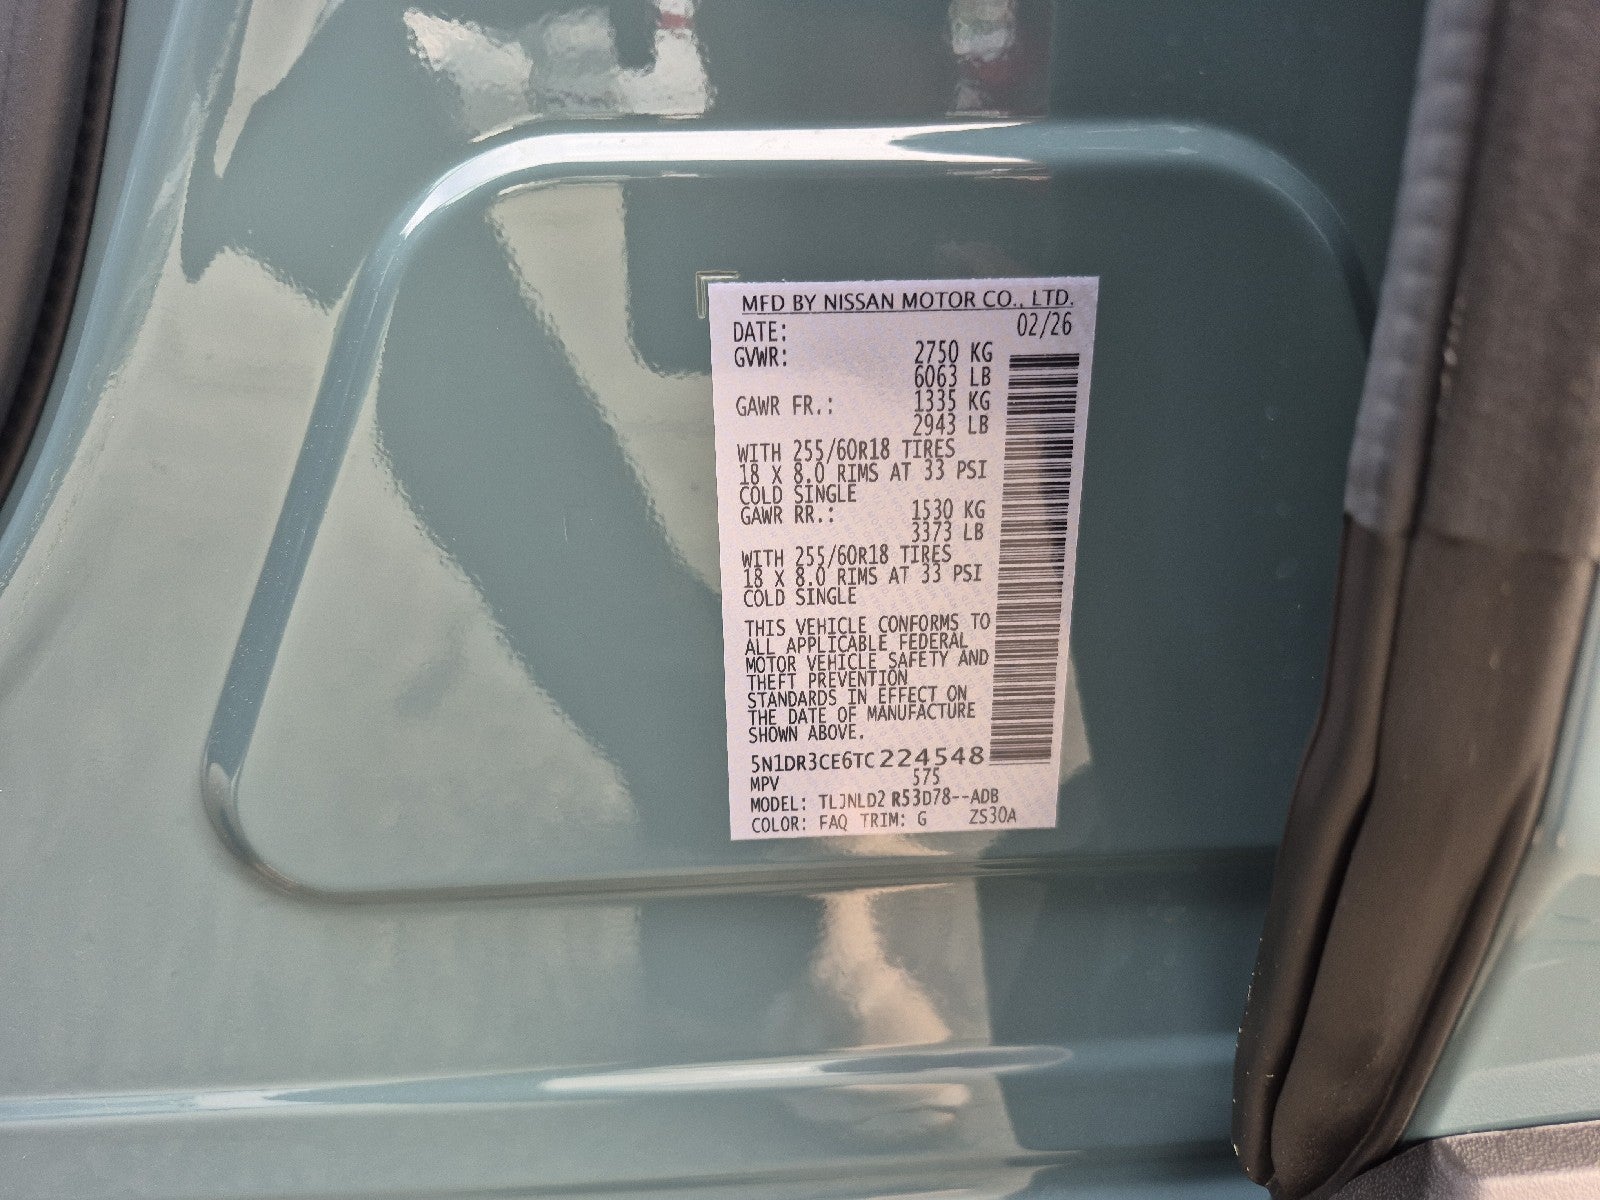 MFD BY NISSAN MOTOR CO., LTD.
DATE: 02/26
GVWR: 2750 KG
6063 LB
GAWR FR.: 1335 KG
2943 LB
WITH 255/60R18 TIRES
18 X 8.0 RIMS AT 33 PSI
COLD SINGLE
GAWR RR.: 1530 KG
3373 LB
WITH 255/60R18 TIRES
18 X 8.0 RIMS AT 33 PSI
COLD SINGLE
THIS VEHICLE CONFORMS TO
ALL APPLICABLE FEDERAL
MOTOR VEHICLE SAFETY AND
THEFT PREVENTION
STANDARDS IN EFFECT ON
THE DATE OF MANUFACTURE
SHOWN ABOVE.
5N1DR3CE6TC224548
MPV 575
MODEL: TLJNLD2 R53D78--ADB
COLOR: FAQ TRIM: G ZS30A